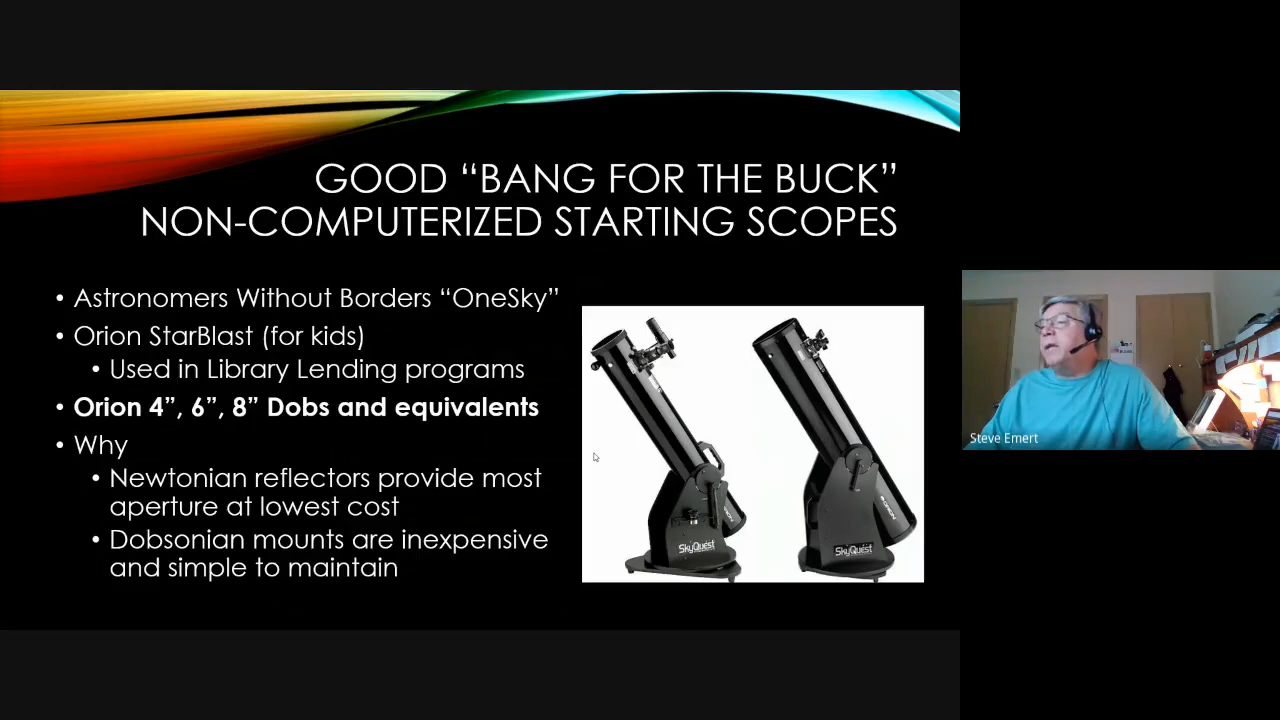 GOOD “BANG FOR THE BUCK”
NON-COMPUTERIZED STARTING SCOPES
• Astronomers Without Borders “OneSky”
• Orion StarBlast (for kids)
• Used in Library Lending programs
• Orion 4”, 6”, 8” Dobs and equivalents
• Why
• Newtonian reflectors provide most
aperture at lowest cost
• Dobsonian mounts are inexpensive
and simple to maintain
SkyQuest
SkyQuest
ORION
Steve Emert